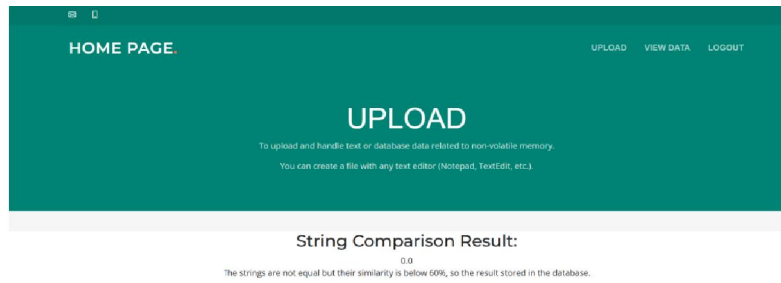 HOME PAGE.
UPLOAD VIEW DATA LOGOUT
UPLOAD
To upload and handle text or database data related to non-volatile memory.
You can create a file with any text editor (Notepad, TextEdit, etc.).
String Comparison Result:
0.0
The strings are not equal but their similarity is below 60%, so the result stored in the database.